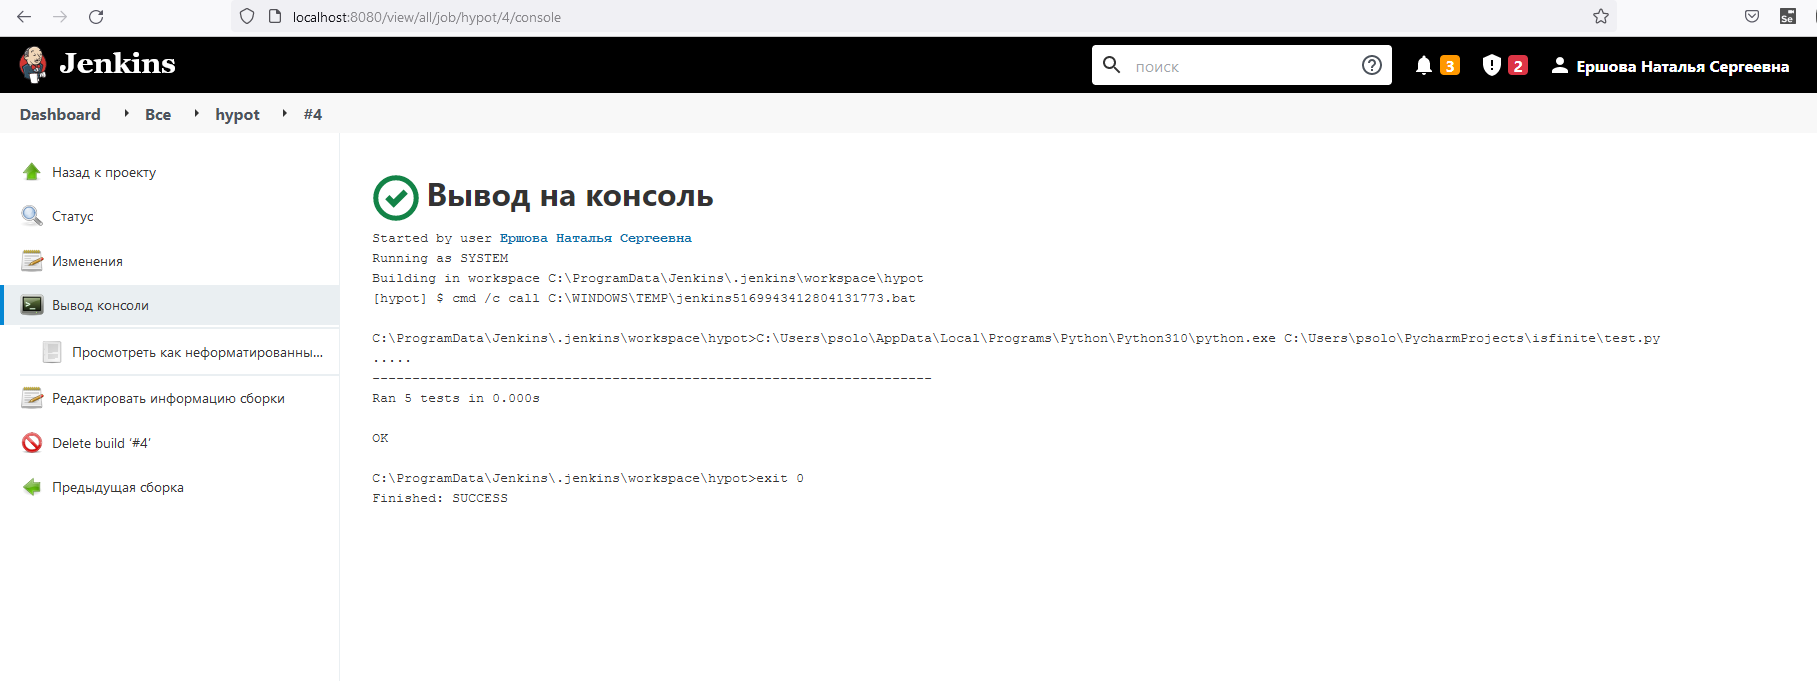 localhost:8080/view/all/job/hypot/4/console
Se
Jenkins
поиск
3
2
Ершова Наталья Сергеевна
Dashboard
Все
hypot
#4
Назад к проекту
Статус
Изменения
Вывод консоли
Просмотреть как неформатированны...
Редактировать информацию сборки
Delete build ‘#4’
Предыдущая сборка
Вывод на консоль
Started by user Ершова Наталья Сергеевна
Running as SYSTEM
Building in workspace C:\ProgramData\Jenkins\.jenkins\workspace\hypot
[hypot] $ cmd /c call C:\WINDOWS\TEMP\jenkins5169943412804131773.bat
C:\ProgramData\Jenkins\.jenkins\workspace\hypot>C:\Users\psolo\AppData\Local\Programs\Python\Python310\python.exe C:\Users\psolo\PycharmProjects\isfinite\test.py
.....
----------------------------------------------------------------------
Ran 5 tests in 0.000s
OK
C:\ProgramData\Jenkins\.jenkins\workspace\hypot>exit 0
Finished: SUCCESS